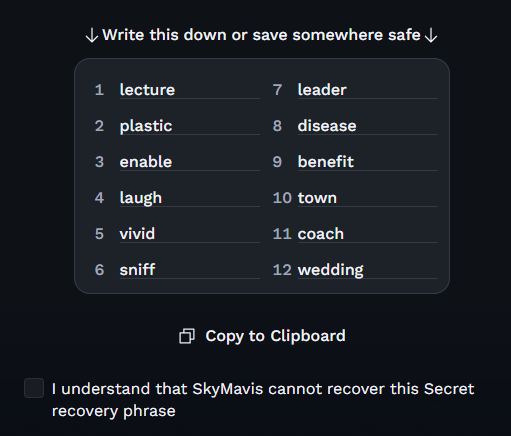 Write this down or save somewhere safe
1 lecture
2 plastic
3 enable
4 laugh
5 vivid
6 sniff
7 leader
8 disease
9 benefit
10 town
11 coach
12 wedding
Copy to Clipboard
I understand that SkyMavis cannot recover this Secret
recovery phrase